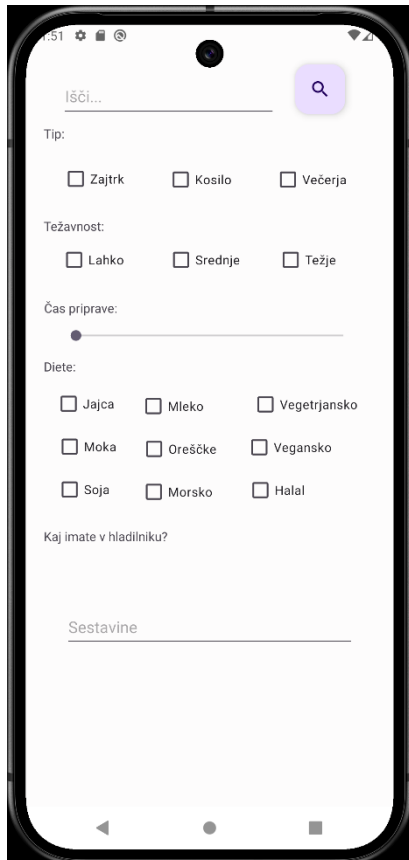 :51
Išči...
Tip:
Zajtrk Kosilo Večerja
Težavnost:
Lahko Srednje Težje
Čas priprave:
Diete:
Jajca Mleko Vegetrjansko
Moka Oreščke Vegansko
Soja Morsko Halal
Kaj imate v hladilniku?
Sestavine